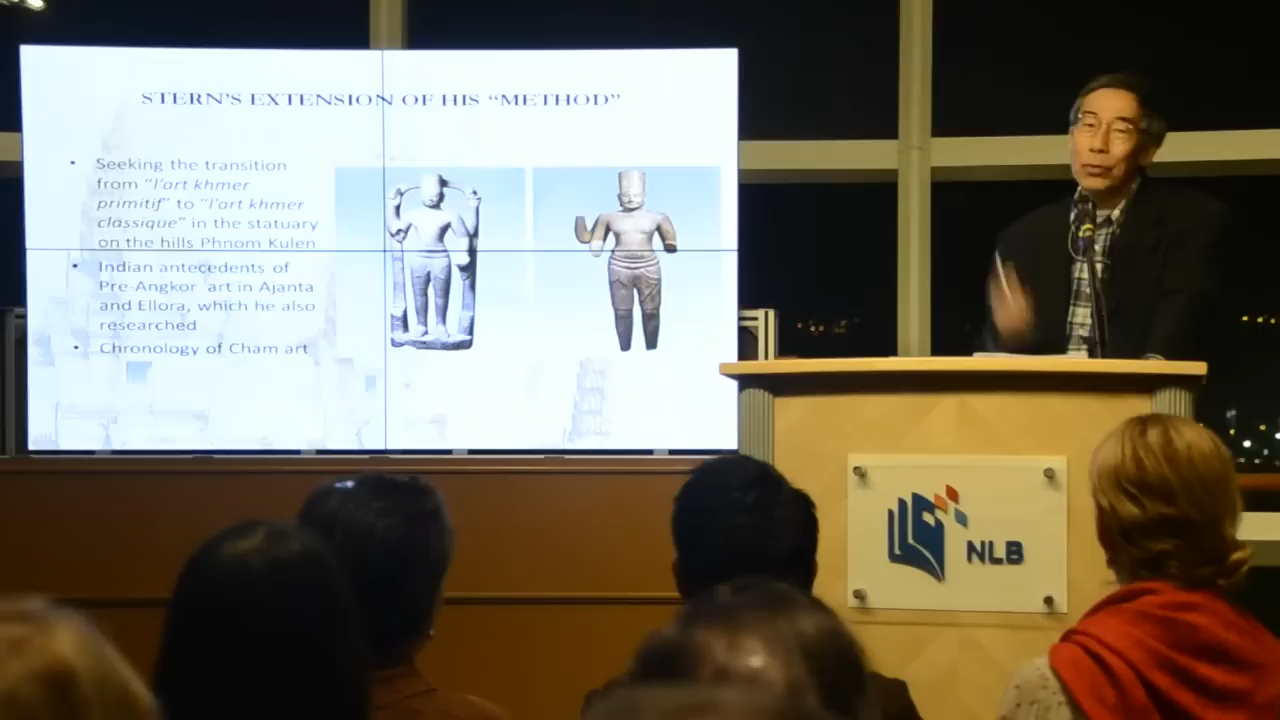 STERN'S EXTENSION OF HIS “METHOD”
• Seeking the transition
from “l’art khmer
primitif” to “l’art khmer
classique” in the statuary
on the hills Phnom Kulen
• Indian antecedents of
Pre-Angkor art in Ajanta
and Ellora, which he also
researched
• Chronology of Cham art
NLB